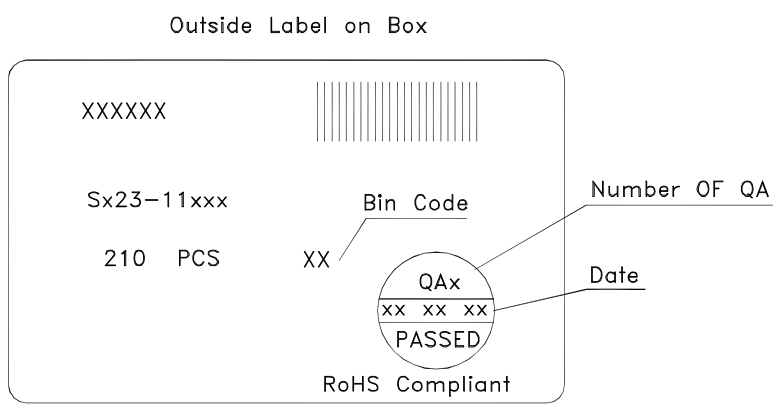 Outside Label on Box
XXXXXX
Sx23-11xxx
Bin Code
Number OF QA
210 PCS
XX
QAx
Date
xx xx xx
PASSED
RoHS Compliant